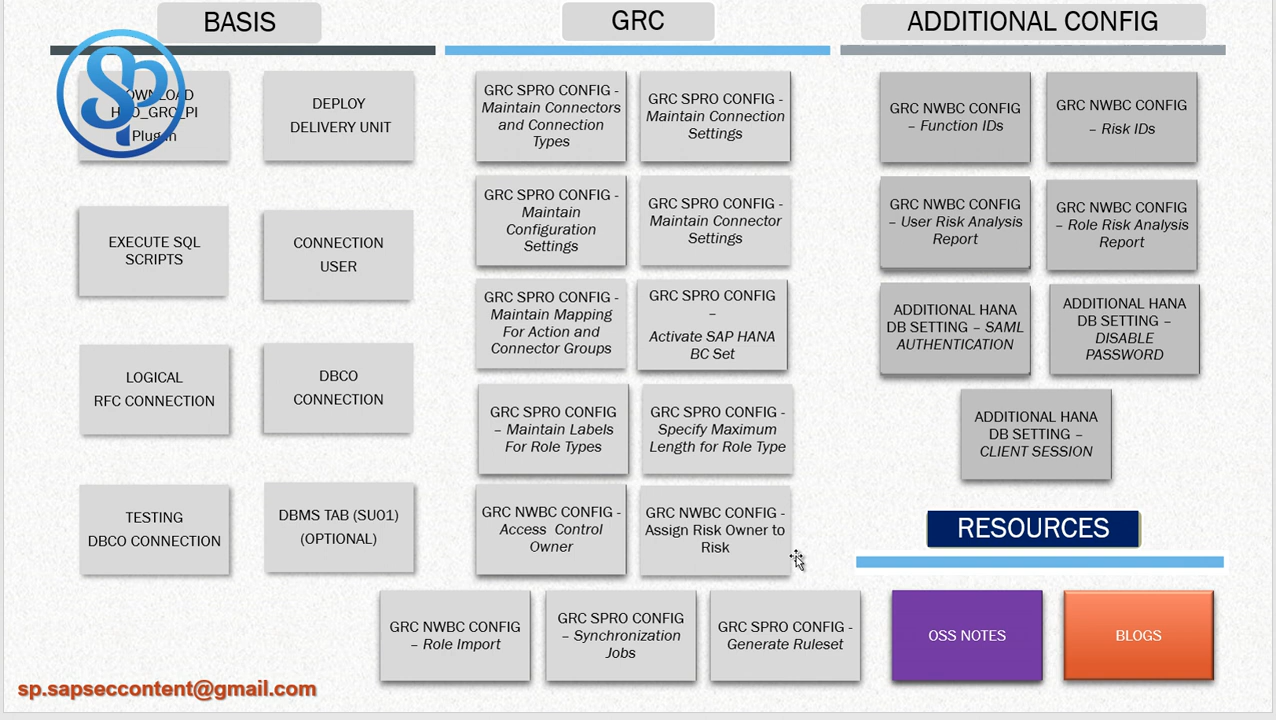 BASIS
GRC
ADDITIONAL CONFIG
Sp
DOWNLOAD
HCO_GRC_PI
Plugin
DEPLOY
DELIVERY UNIT
EXECUTE SQL
SCRIPTS
CONNECTION
USER
LOGICAL
RFC CONNECTION
DBCO
CONNECTION
TESTING
DBCO CONNECTION
DBMS TAB (SU01)
(OPTIONAL)
GRC SPRO CONFIG -
Maintain Connectors
and Connection
Types
GRC SPRO CONFIG -
Maintain Connection
Settings
GRC SPRO CONFIG -
Maintain
Configuration
Settings
GRC SPRO CONFIG -
Maintain Connector
Settings
GRC SPRO CONFIG -
Maintain Mapping
For Action and
Connector Groups
GRC SPRO CONFIG
–
Activate SAP HANA
BC Set
GRC SPRO CONFIG
– Maintain Labels
For Role Types
GRC SPRO CONFIG -
Specify Maximum
Length for Role Type
GRC NWBC CONFIG -
Access Control
Owner
GRC NWBC CONFIG -
Assign Risk Owner to
Risk
GRC NWBC CONFIG
– Role Import
GRC SPRO CONFIG
– Synchronization
Jobs
GRC SPRO CONFIG -
Generate Ruleset
GRC NWBC CONFIG
– Function IDs
GRC NWBC CONFIG
– Risk IDs
GRC NWBC CONFIG
– User Risk Analysis
Report
GRC NWBC CONFIG
– Role Risk Analysis
Report
ADDITIONAL HANA
DB SETTING – SAML
AUTHENTICATION
ADDITIONAL HANA
DB SETTING –
DISABLE
PASSWORD
ADDITIONAL HANA
DB SETTING –
CLIENT SESSION
RESOURCES
OSS NOTES
BLOGS
sp.sapseccontent@gmail.com